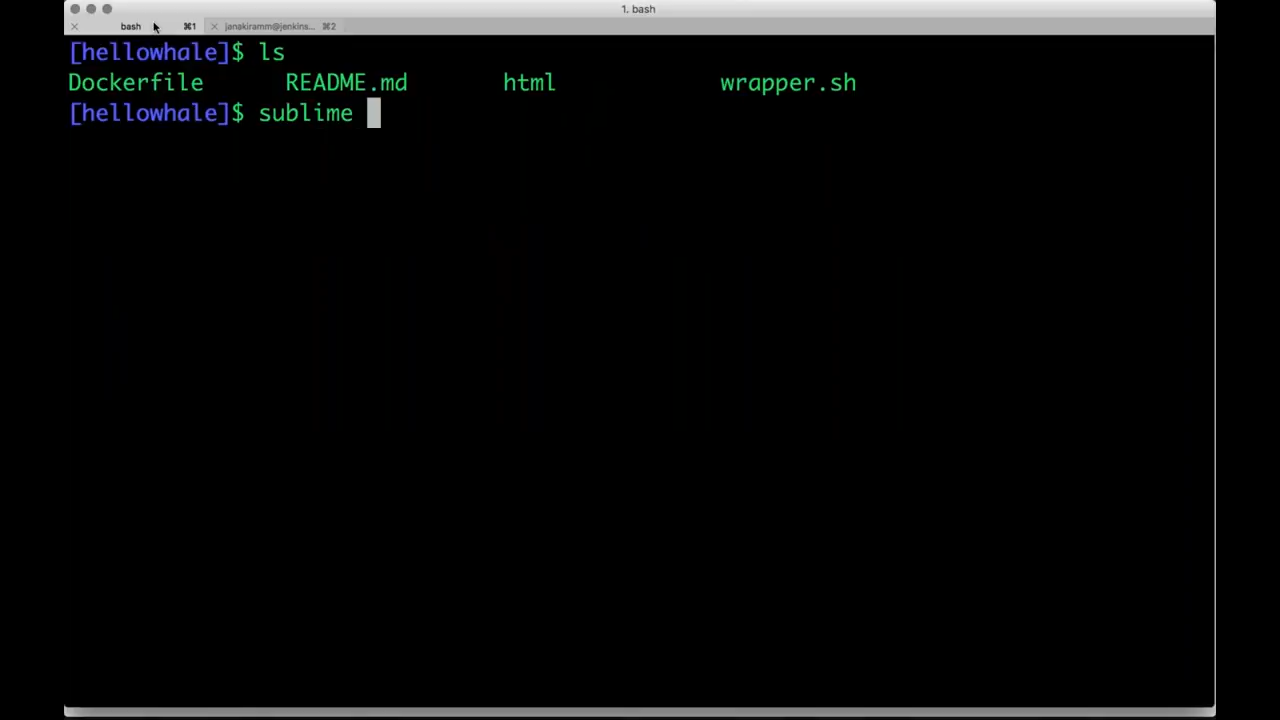 1. bash
bash ⌘1 janakiramm@jenkins... ⌘2
[hellowhale]$ ls
Dockerfile README.md html wrapper.sh
[hellowhale]$ sublime